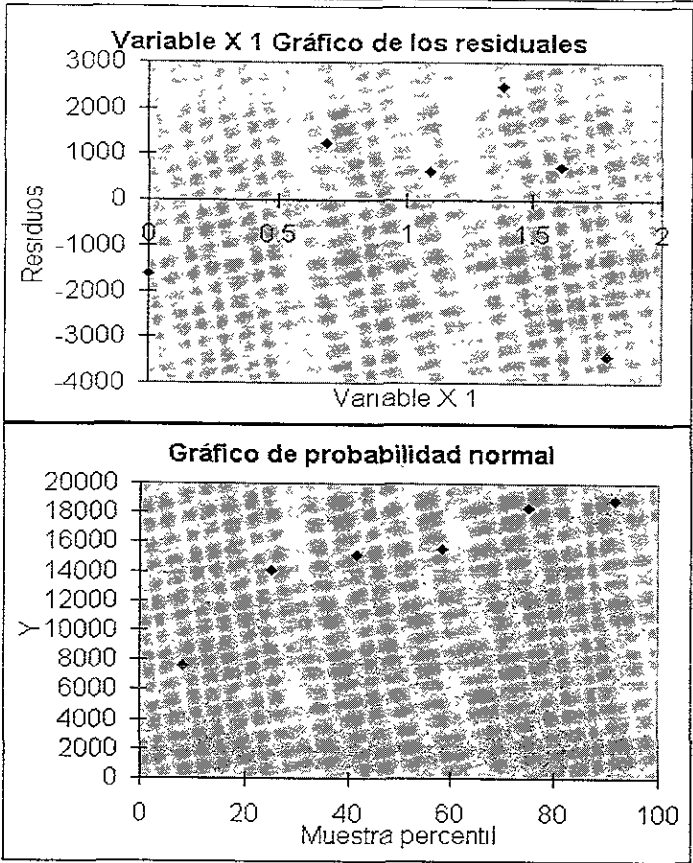 Variable X 1 Gráfico de los residuales
3000
2000
1000
0
-1000
-2000
-3000
-4000
Residuos
0 0.5 1 1.5 2
Variable X 1
Gráfico de probabilidad normal
20000
18000
16000
14000
12000
10000
8000
6000
4000
2000
0
Y
0 20 40 60 80 100
Muestra percentil